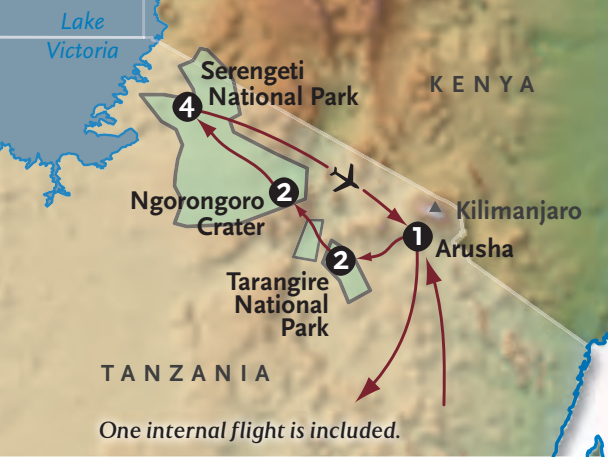 Lake
Victoria
Serengeti
National Park
KENYA
4
Ngorongoro
Crater
2
Kilimanjaro
1
Arusha
2
Tarangire
National
Park
TANZANIA
One internal flight is included.